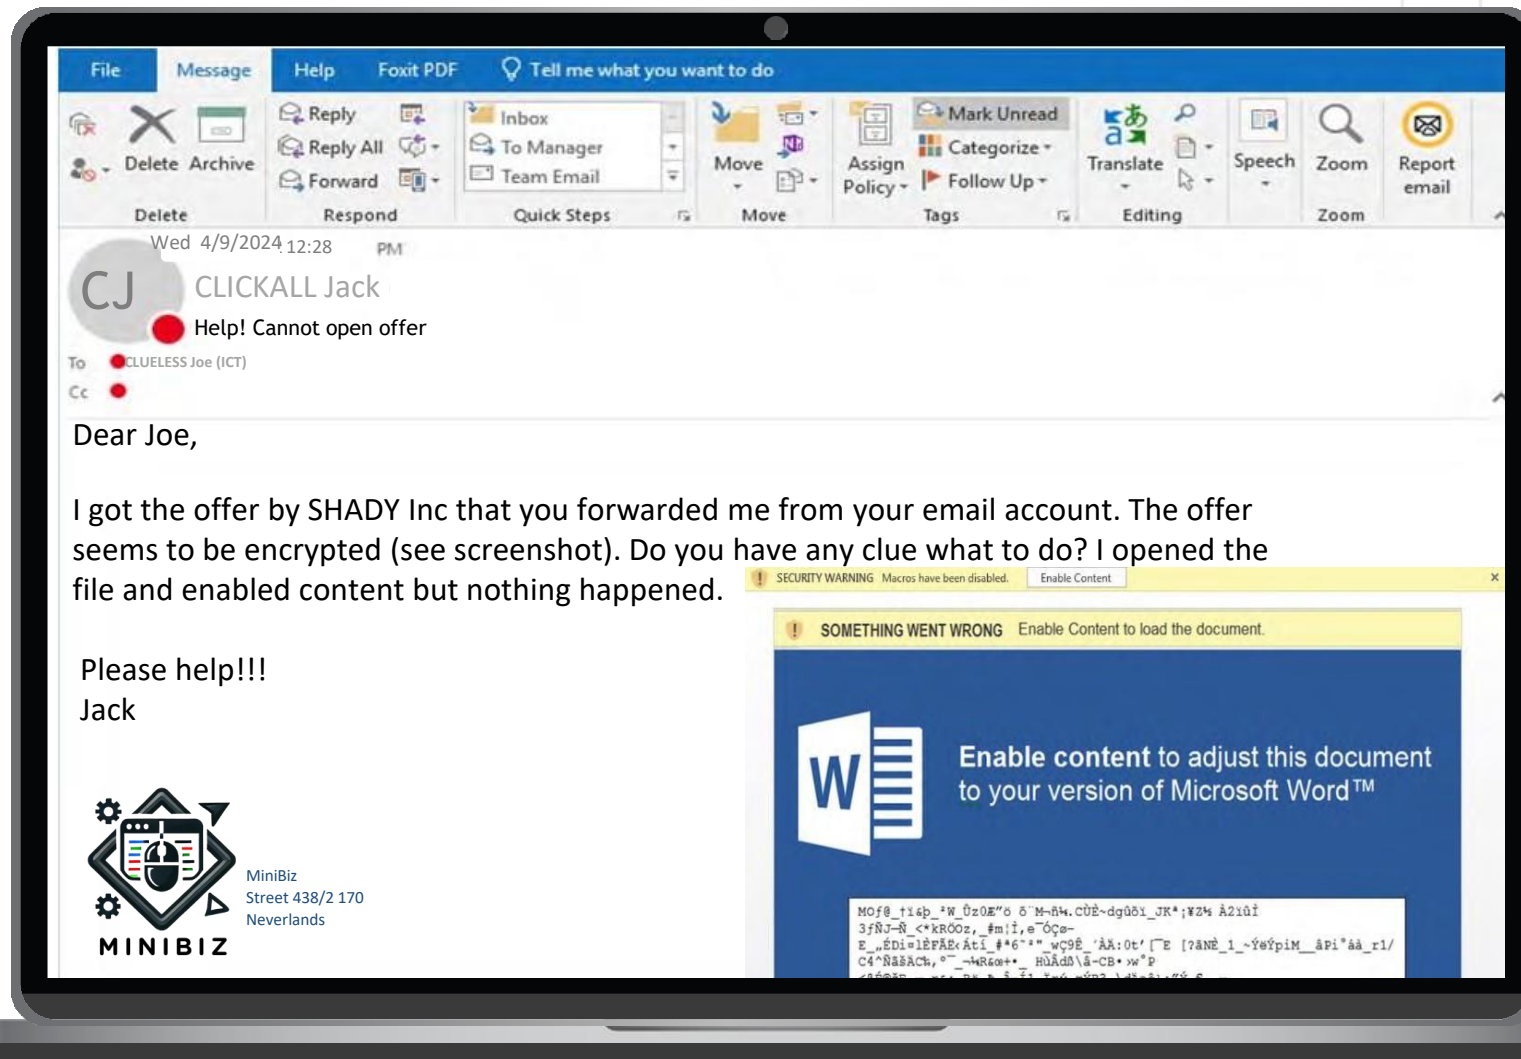 File Message Help Foxit PDF Tell me what you want to do
Reply Inbox Mark Unread
Reply All To Manager Categorize
Delete Archive Forward Team Email Move Assign Policy Follow Up Translate Speech Zoom Report email
Delete Respond Quick Steps Move Tags Editing Zoom
Wed 4/9/2024 12:28 PM
CJ
CLICKALL Jack
Help! Cannot open offer
To CLUELESS Joe (ICT)
Cc
Dear Joe,
I got the offer by SHADY Inc that you forwarded me from your email account. The offer
seems to be encrypted (see screenshot). Do you have any clue what to do? I opened the
file and enabled content but nothing happened.
SECURITY WARNING Macros have been disabled. Enable Content
SOMETHING WENT WRONG Enable Content to load the document.
Please help!!!
Jack
W
Enable content to adjust this document
to your version of Microsoft Word™
MiniBiz
Street 438/2 170
Neverlands
MINIBIZ